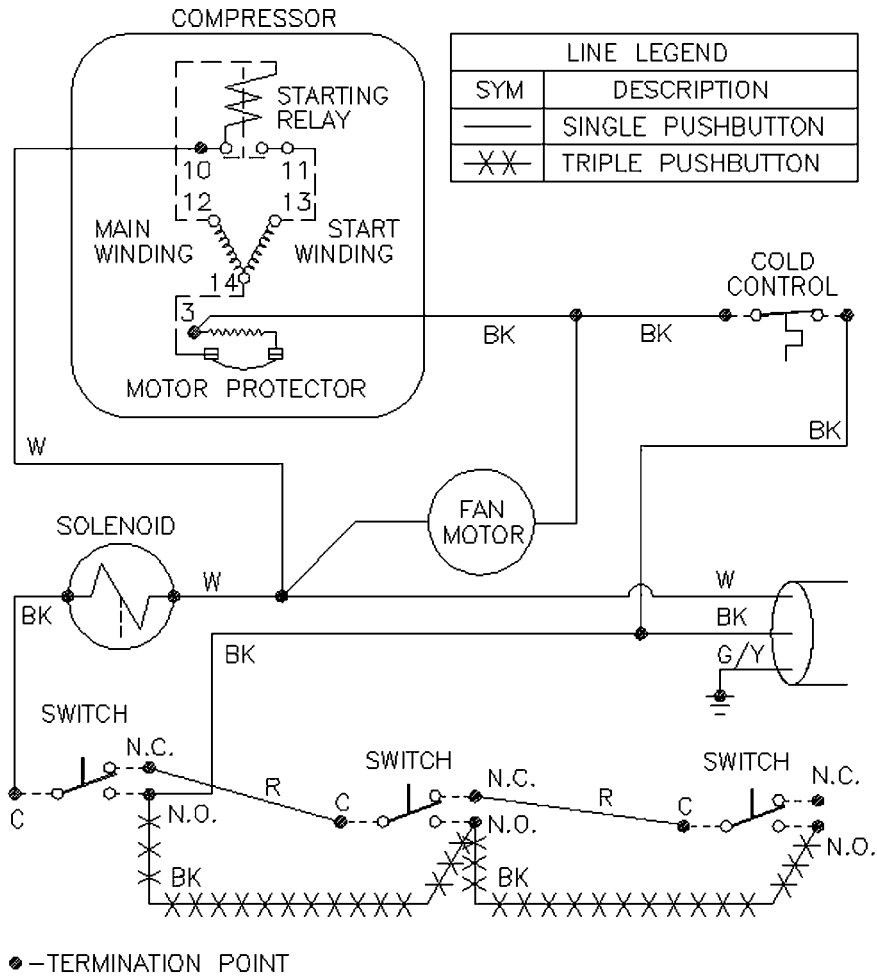 COMPRESSOR
LINE LEGEND
SYM DESCRIPTION
SINGLE PUSHBUTTON
TRIPLE PUSHBUTTON
STARTING
RELAY
10 11
12 13
MAIN
WINDING
START
WINDING
14
3
MOTOR PROTECTOR
BK
BK
COLD
CONTROL
BK
W
FAN
MOTOR
SOLENOID
W
BK
W
BK
G/Y
BK
SWITCH
N.C.
C
N.O.
BK
R
SWITCH
N.C.
C
N.O.
BK
R
SWITCH
N.C.
C
N.O.
-TERMINATION POINT